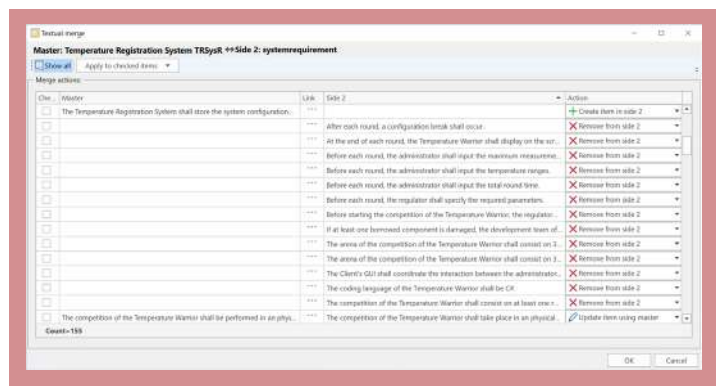 Textual merge
Master: Temperature Registration System TRSysR ⇔Side 2: systemrequirement
Show all Apply to checked items
Merge actions:
Che... Master Link Side 2 Action
The Temperature Registration System shall store the system configuration. Create item in side 2
After each round, a configuration break shall occur. Remove from side 2
At the end of each round, the Temperature Warrior shall display on the scr... Remove from side 2
Before each round, the administrator shall input the maximum measureme... Remove from side 2
Before each round, the administrator shall input the temperature ranges. Remove from side 2
Before each round, the administrator shall input the total round time. Remove from side 2
Before each round, the regulator shall specify the required parameters. Remove from side 2
Before starting the competition of the Temperature Warrior, the regulator... Remove from side 2
If at least one borrowed component is damaged, the development team of... Remove from side 2
The arena of the competition of the Temperature Warrior shall consist on 3... Remove from side 2
The arena of the competition of the Temperature Warrior shall consist on 3... Remove from side 2
The Client's GUI shall coordinate the interaction between the administrator... Remove from side 2
The coding language of the Temperature Warrior shall be C#. Remove from side 2
The competition of the Temperature Warrior shall consist on at least one r... Remove from side 2
The competition of the Temperature Warrior shall be performed in an phys... The competition of the Temperature Warrior shall take place in an physical... Update item using master
Count=155
OK Cancel